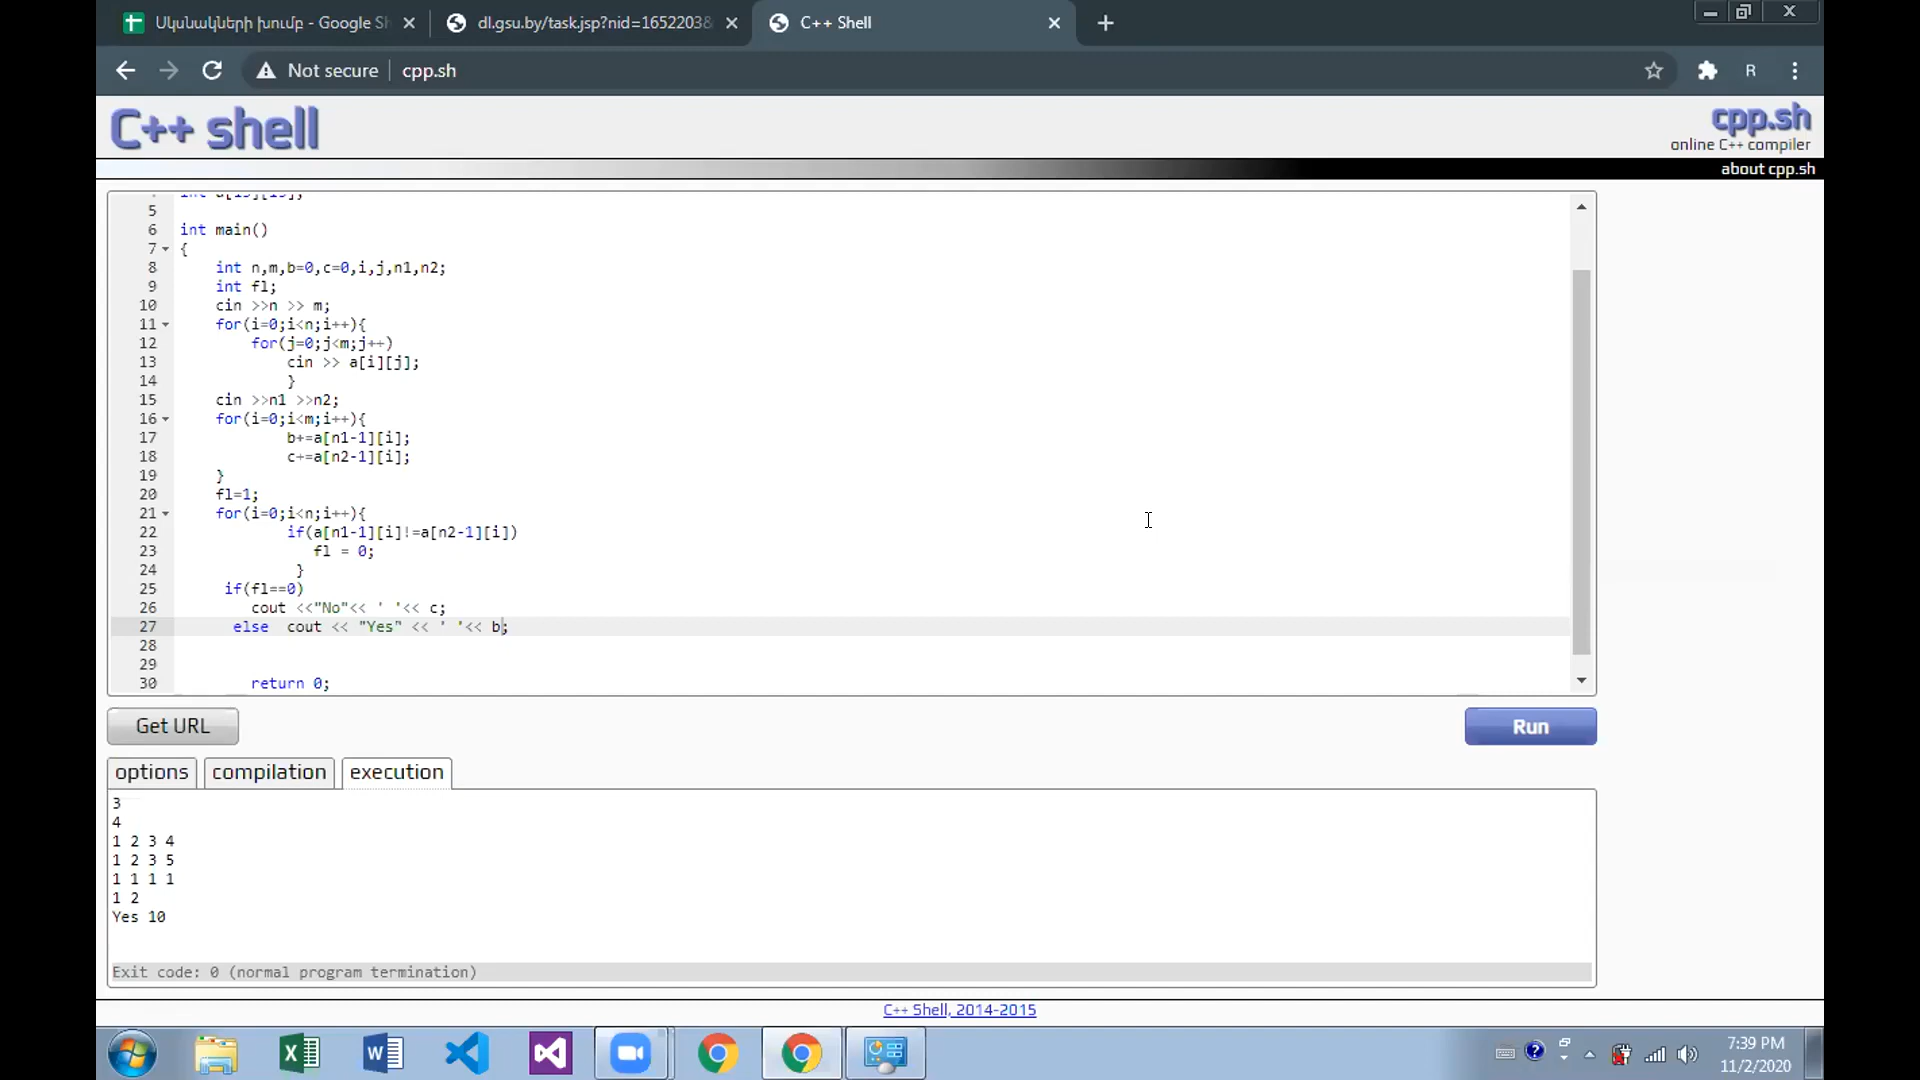 Սկսնակների խումբ - Google Sh
dl.gsu.by/task.jsp?nid=1652203&
C++ Shell
Not secure
cpp.sh
R
C++ shell
cpp.sh
online C++ compiler
about cpp.sh
5
6 int main()
7 {
8 int n,m,b=0,c=0,i,j,n1,n2;
9 int fl;
10 cin >>n >> m;
11 for(i=0;i<n;i++){
12 for(j=0;j<m;j++)
13 cin >> a[i][j];
14 }
15 cin >>n1 >>n2;
16 for(i=0;i<m;i++){
17 b+=a[n1-1][i];
18 c+=a[n2-1][i];
19 }
20 fl=1;
21 for(i=0;i<n;i++){
22 if(a[n1-1][i]!=a[n2-1][i])
23 fl = 0;
24 }
25 if(fl==0)
26 cout <<"No"<< ' '<< c;
27 else  cout << "Yes" << ' '<< b;
28
29
30 return 0;
Get URL
Run
options
compilation
execution
3
4
1 2 3 4
1 2 3 5
1 1 1 1
1 2
Yes 10
Exit code: 0 (normal program termination)
C++ Shell, 2014-2015
7:39 PM
11/2/2020